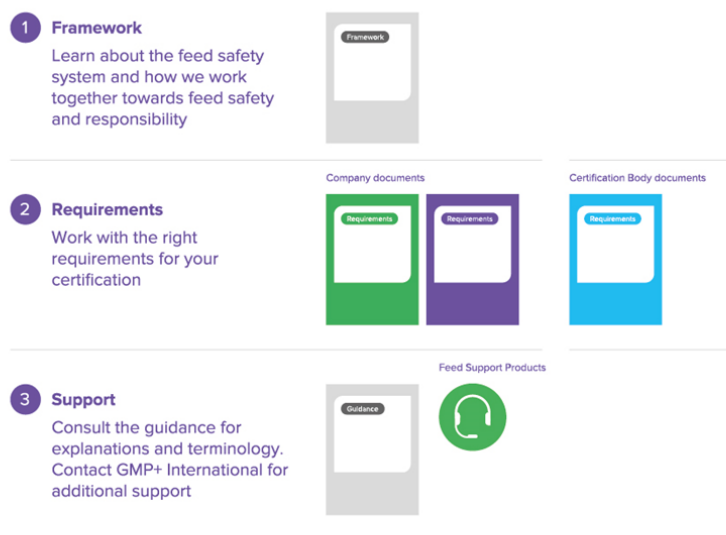 1
Framework
Learn about the feed safety
system and how we work
together towards feed safety
and responsibility
Framework
Company documents
Certification Body documents
2
Requirements
Work with the right
requirements for your
certification
Requirements
Requirements
Requirements
Feed Support Products
3
Support
Consult the guidance for
explanations and terminology.
Contact GMP+ International for
additional support
Guidance